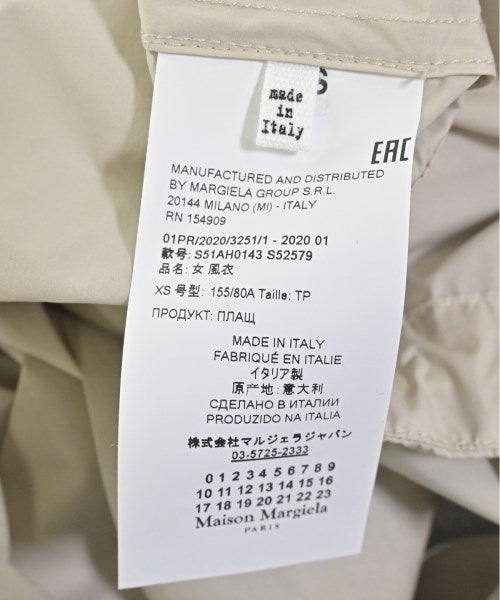 S
made
in
Italy
EAC
MANUFACTURED AND DISTRIBUTED
BY MARGIELA GROUP S.R.L.
20144 MILANO (MI) - ITALY
RN 154909
01PR/2020/3251/1 - 2020 01
款号: S51AH0143 S52579
品名: 女 風衣
XS 号型: 155/80A Taille: TP
ПРОДУКТ: ПЛАЩ
MADE IN ITALY
FABRIQUÉ EN ITALIE
イタリア製
原产地: 意大利
СДЕЛАНО В ИТАЛИИ
PRODUZIDO NA ITALIA
株式会社マルジェラジャパン
03-5725-2333
0 1 2 3 4 5 6 7 8 9
10 11 12 13 14 15 16
17 18 19 20 21 22 23
Maison Margiela
PARIS